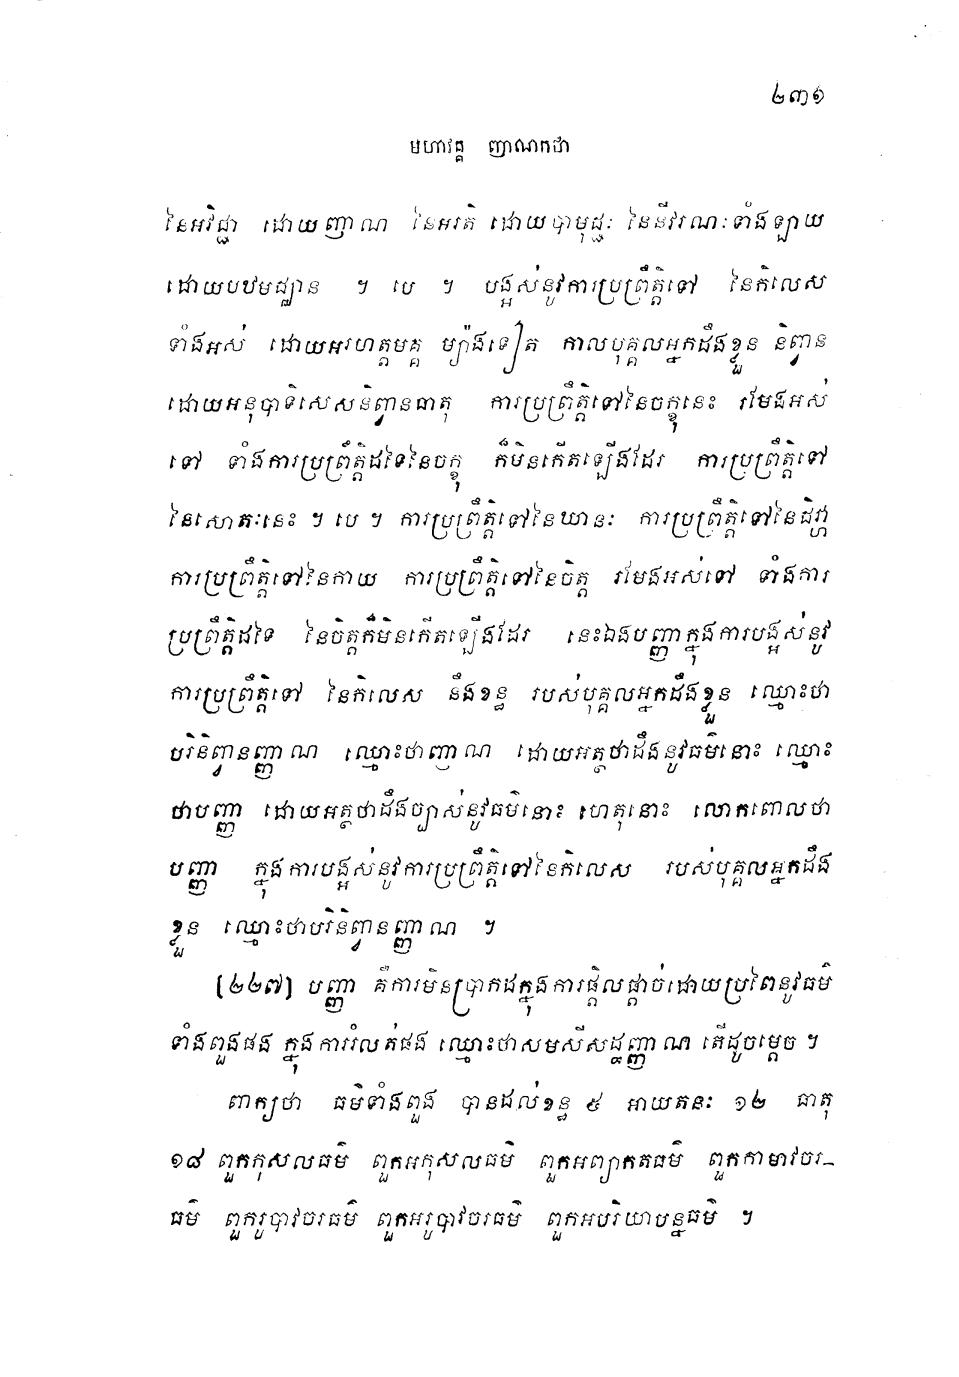 ២៣១
មហាវគ្គ ញាណកថា
នៃអវិជ្ជា ដោយញាណ នៃអរតិ ដោយបាមុជ្ជៈ នៃនីវរណៈទាំងឡាយ
ដោយបឋមជ្ឈាន ។ បេ ។ បង្អស់នូវការប្រព្រឹត្តិទៅ នៃកិលេស
ទាំងអស់ ដោយអរហត្តមគ្គ ម្យ៉ាងទៀត កាលបុគ្គលអ្នកដឹងខ្លួន និព្វាន
ដោយអនុបាទិសេសនិព្វានធាតុ ការប្រព្រឹត្តិទៅនៃចក្ខុនេះ រមែងអស់
ទៅ ទាំងការប្រព្រឹត្តិដទៃនៃចក្ខុ ក៏មិនកើតឡើងដែរ ការប្រព្រឹត្តិទៅ
នៃសោតៈនេះ ។ បេ ។ ការប្រព្រឹត្តិទៅនៃឃានៈ ការប្រព្រឹត្តិទៅនៃជិវ្ហា
ការប្រព្រឹត្តិទៅនៃកាយ ការប្រព្រឹត្តិទៅនៃចិត្ត រមែងអស់ទៅ ទាំងការ
ប្រព្រឹត្តិដទៃ នៃចិត្តក៏មិនកើតឡើងដែរ នេះឯងបញ្ញាក្នុងការបង្អស់នូវ
ការប្រព្រឹត្តិទៅ នៃកិលេស នឹងខន្ធ របស់បុគ្គលអ្នកដឹងខ្លួន ឈ្មោះថា
បរិនិព្វានញ្ញាណ ឈ្មោះថាញាណ ដោយអត្ថថាដឹងនូវធម៌នោះ ឈ្មោះ
ថាបញ្ញា ដោយអត្ថថាដឹងច្បាស់នូវធម៌នោះ ហេតុនោះ លោកពោលថា
បញ្ញា ក្នុងការបង្អស់នូវការប្រព្រឹត្តិទៅនៃកិលេស របស់បុគ្គលអ្នកដឹង
ខ្លួន ឈ្មោះថាបរិនិព្វានញ្ញាណ ។
[២២៧] បញ្ញា គឺការមិនប្រាកដក្នុងការផ្តិលផ្តាច់ដោយប្រពៃនូវធម៌
ទាំងពួងផង ក្នុងការរំលត់ផង ឈ្មោះថាសមសីសដ្ឋញ្ញាណ តើដូចម្តេច ។
ពាក្យថា ធម៌ទាំងពួង បានដល់ខន្ធ ៥ អាយតនៈ ១២ ធាតុ
១៨ ពួកកុសលធម៌ ពួកអកុសលធម៌ ពួកអព្យាកតធម៌ ពួកកាមាវចរ-
ធម៌ ពួករូបាវចរធម៌ ពួកអរូបាវចរធម៌ ពួកអបរិយាបន្នធម៌ ។